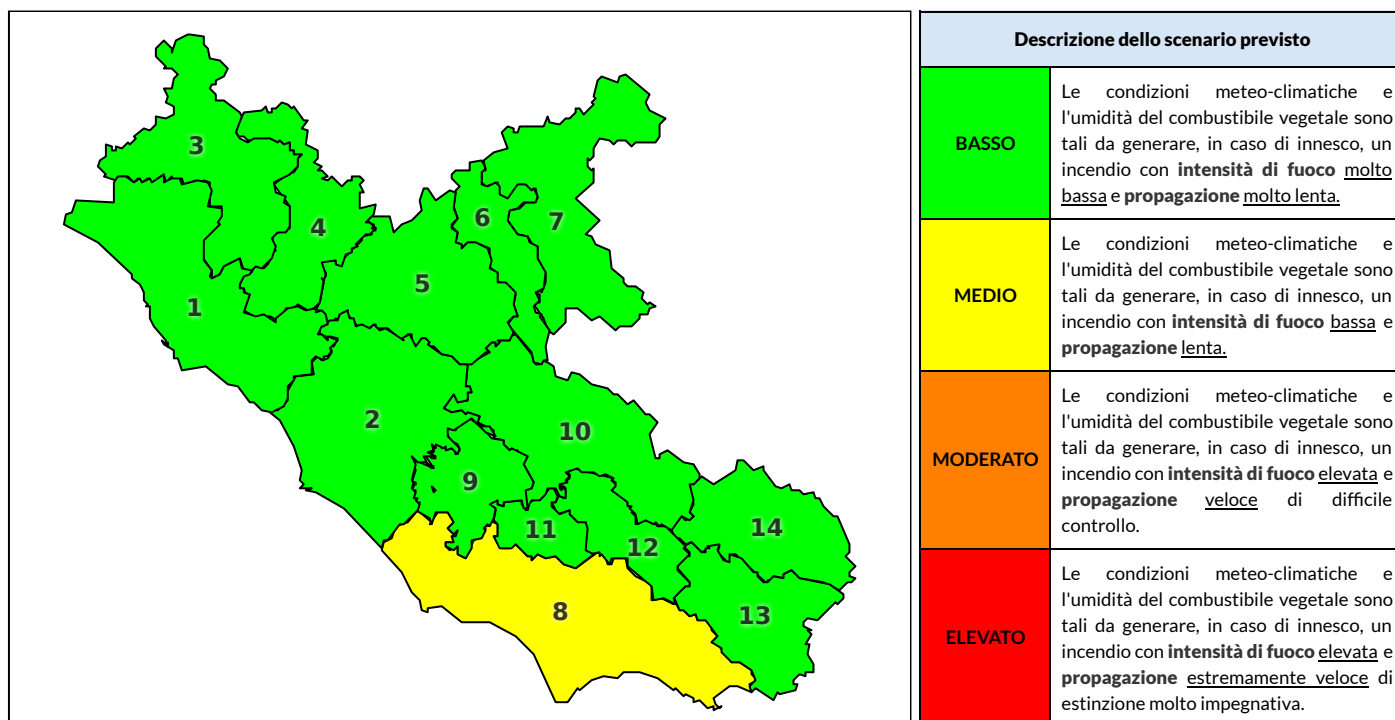 3
4
6
7
5
1
2
10
9
11
12
14
8
13
Descrizione dello scenario previsto
BASSO
Le condizioni meteo-climatiche e
l'umidità del combustibile vegetale sono
tali da generare, in caso di innesco, un
incendio con intensità di fuoco molto
bassa e propagazione molto lenta.
MEDIO
Le condizioni meteo-climatiche e
l'umidità del combustibile vegetale sono
tali da generare, in caso di innesco, un
incendio con intensità di fuoco bassa e
propagazione lenta.
MODERATO
Le condizioni meteo-climatiche e
l'umidità del combustibile vegetale sono
tali da generare, in caso di innesco, un
incendio con intensità di fuoco elevata e
propagazione veloce di difficile
controllo.
ELEVATO
Le condizioni meteo-climatiche e
l'umidità del combustibile vegetale sono
tali da generare, in caso di innesco, un
incendio con intensità di fuoco elevata e
propagazione estremamente veloce di
estinzione molto impegnativa.